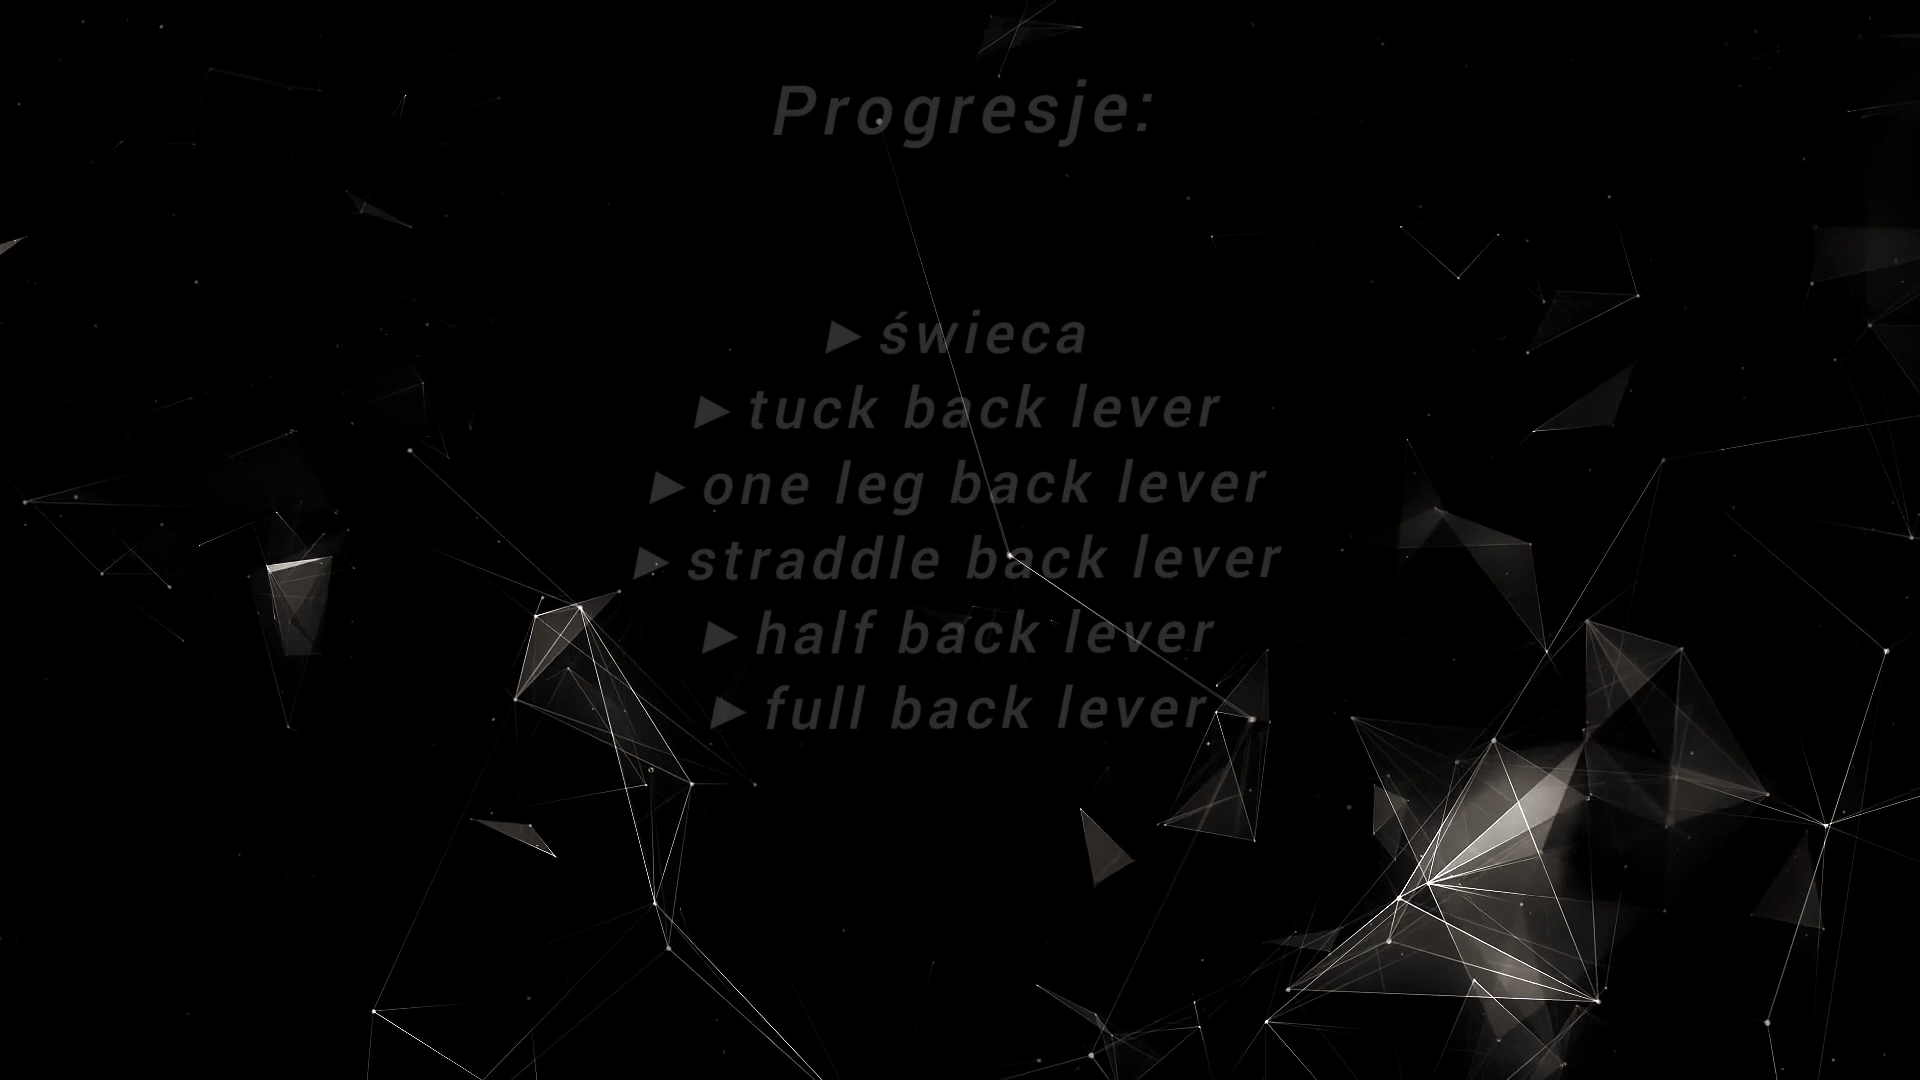 Progresje:
► świeca
► tuck back lever
► one leg back lever
► straddle back lever
► half back lever
► full back lever